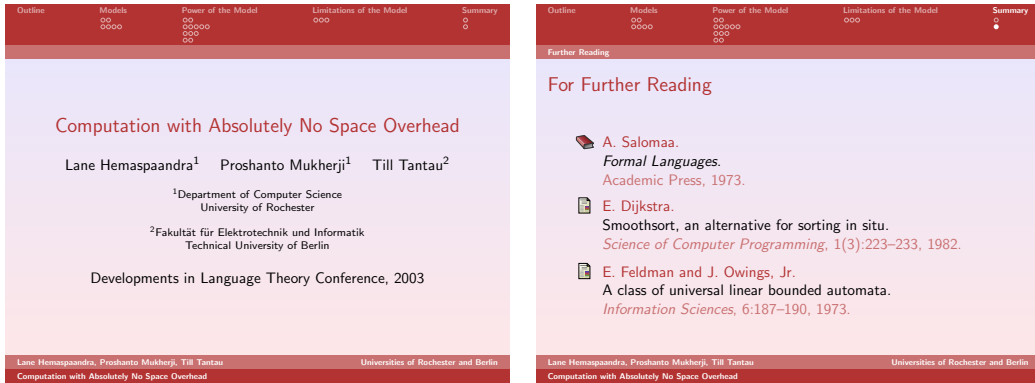 Outline Models Power of the Model Limitations of the Model Summary
Computation with Absolutely No Space Overhead
Lane Hemaspaandra¹ Proshanto Mukherji¹ Till Tantau²
¹Department of Computer Science
University of Rochester
²Fakultät für Elektrotechnik und Informatik
Technical University of Berlin
Developments in Language Theory Conference, 2003
Lane Hemaspaandra, Proshanto Mukherji, Till Tantau Universities of Rochester and Berlin
Computation with Absolutely No Space Overhead
Outline Models Power of the Model Limitations of the Model Summary
Further Reading
For Further Reading
A. Salomaa.
Formal Languages.
Academic Press, 1973.
E. Dijkstra.
Smoothsort, an alternative for sorting in situ.
Science of Computer Programming, 1(3):223–233, 1982.
E. Feldman and J. Owings, Jr.
A class of universal linear bounded automata.
Information Sciences, 6:187–190, 1973.
Lane Hemaspaandra, Proshanto Mukherji, Till Tantau Universities of Rochester and Berlin
Computation with Absolutely No Space Overhead